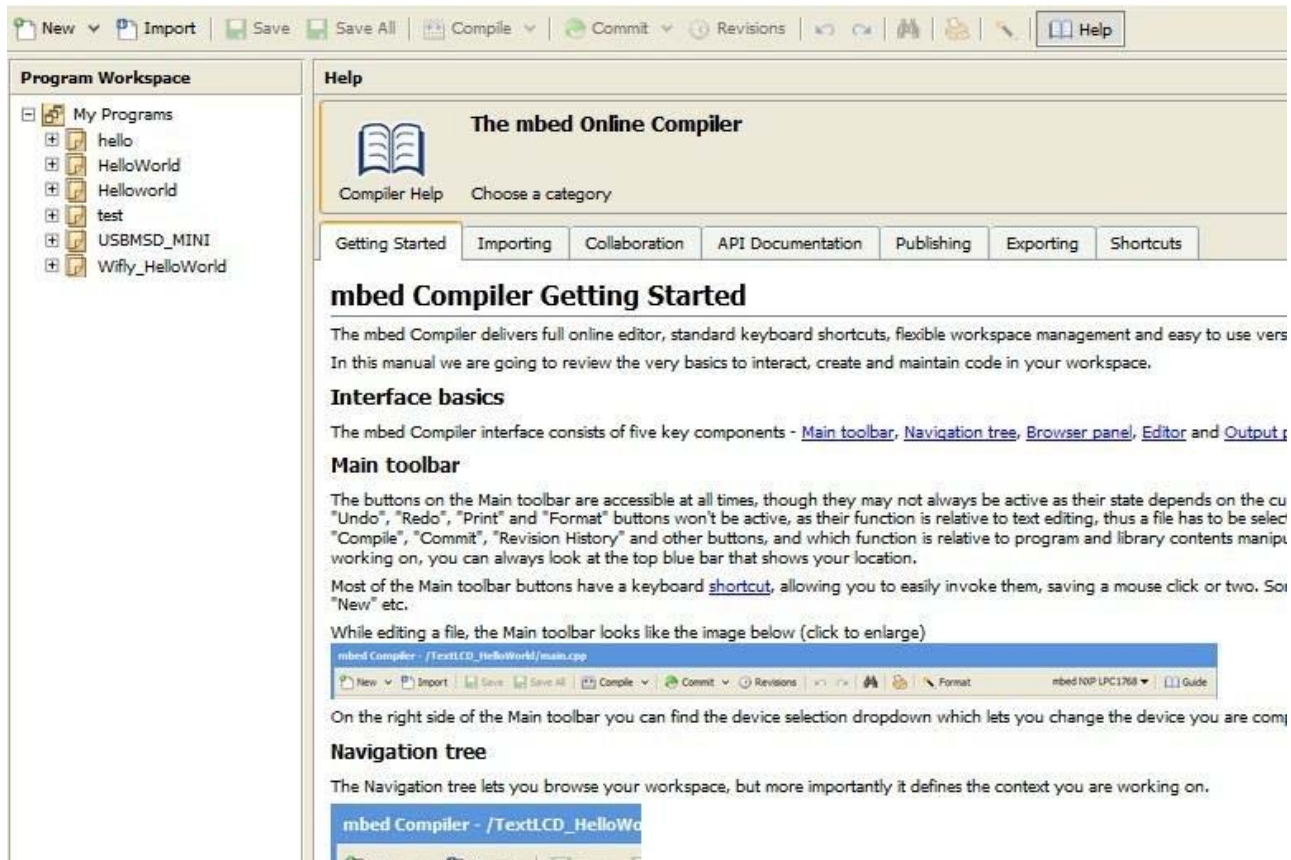 New Import Save Save All Compile Commit Revisions Help
Program Workspace
My Programs
hello
HelloWorld
Helloworld
test
USBMSD_MINI
Wifly_HelloWorld
Help
The mbed Online Compiler
Compiler Help Choose a category
Getting Started Importing Collaboration API Documentation Publishing Exporting Shortcuts
mbed Compiler Getting Started
The mbed Compiler delivers full online editor, standard keyboard shortcuts, flexible workspace management and easy to use vers
In this manual we are going to review the very basics to interact, create and maintain code in your workspace.
Interface basics
The mbed Compiler interface consists of five key components - Main toolbar, Navigation tree, Browser panel, Editor and Output p
Main toolbar
The buttons on the Main toolbar are accessible at all times, though they may not always be active as their state depends on the cu
"Undo", "Redo", "Print" and "Format" buttons won't be active, as their function is relative to text editing, thus a file has to be selec
"Compile", "Commit", "Revision History" and other buttons, and which function is relative to program and library contents manipu
working on, you can always look at the top blue bar that shows your location.
Most of the Main toolbar buttons have a keyboard shortcut, allowing you to easily invoke them, saving a mouse click or two. So
"New" etc.
While editing a file, the Main toolbar looks like the image below (click to enlarge)
mbed Compiler - /TextLCD_HelloWorld/main.cpp
New Import Save Save All Compile Commit Revisions Format mbed NXP LPC1768 Guide
On the right side of the Main toolbar you can find the device selection dropdown which lets you change the device you are comp
Navigation tree
The Navigation tree lets you browse your workspace, but more importantly it defines the context you are working on.
mbed Compiler - /TextLCD_HelloWo